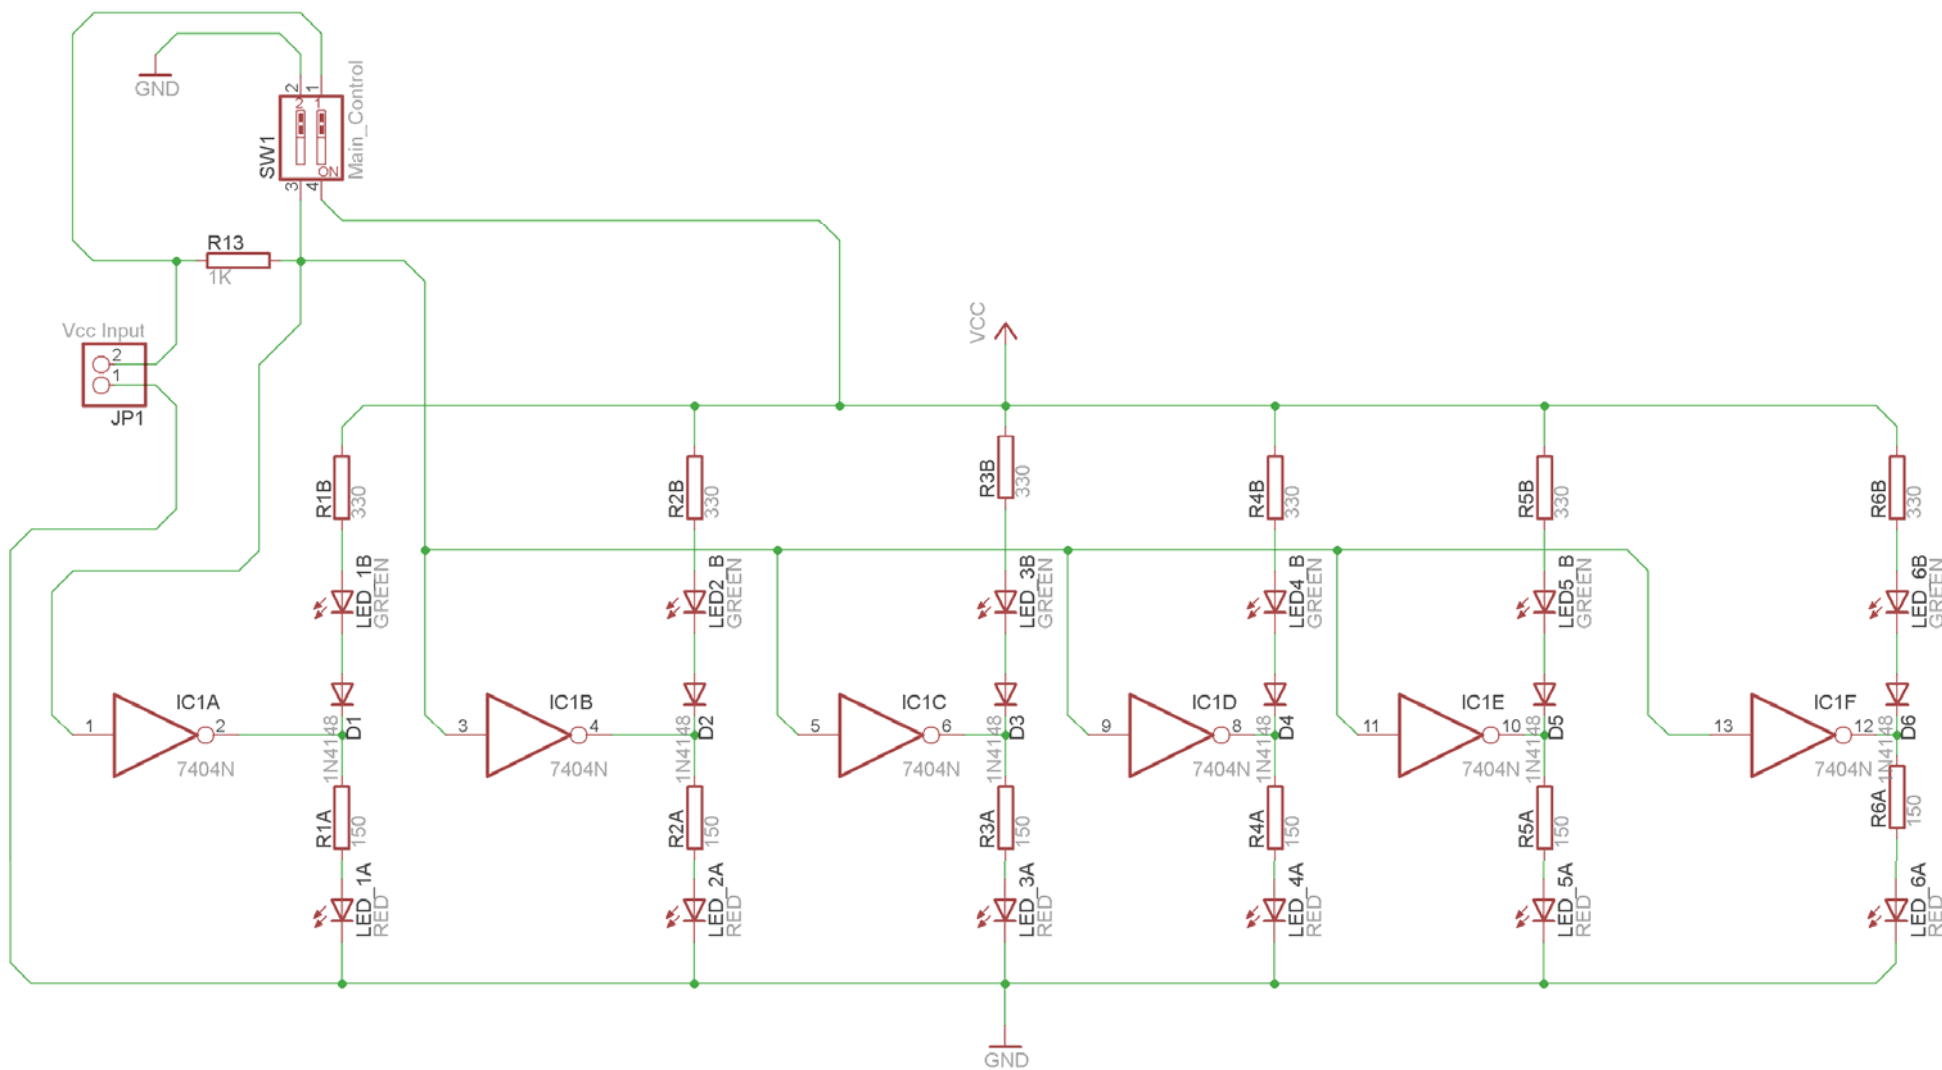 GND
2
1
2
1
SW1
Main_Control
ON
3
4
R13
1K
Vcc Input
2
1
JP1
VCC
R1B
330
R2B
330
R3B
330
R4B
330
R5B
330
R6B
330
LED_1B
GREEN
LED2_B
GREEN
LED_3B
GREEN
LED4_B
GREEN
LED5_B
GREEN
LED_6B
GREEN
1
IC1A
2
7404N
1N4148
D1
3
IC1B
4
7404N
1N4148
D2
5
IC1C
6
7404N
1N4148
D3
9
IC1D
8
7404N
1N4148
D4
11
IC1E
10
7404N
1N4148
D5
13
IC1F
12
7404N
1N4148
D6
R1A
150
R2A
150
R3A
150
R4A
150
R5A
150
R6A
150
LED_1A
RED
LED_2A
RED
LED_3A
RED
LED_4A
RED
LED_5A
RED
LED_6A
RED
GND